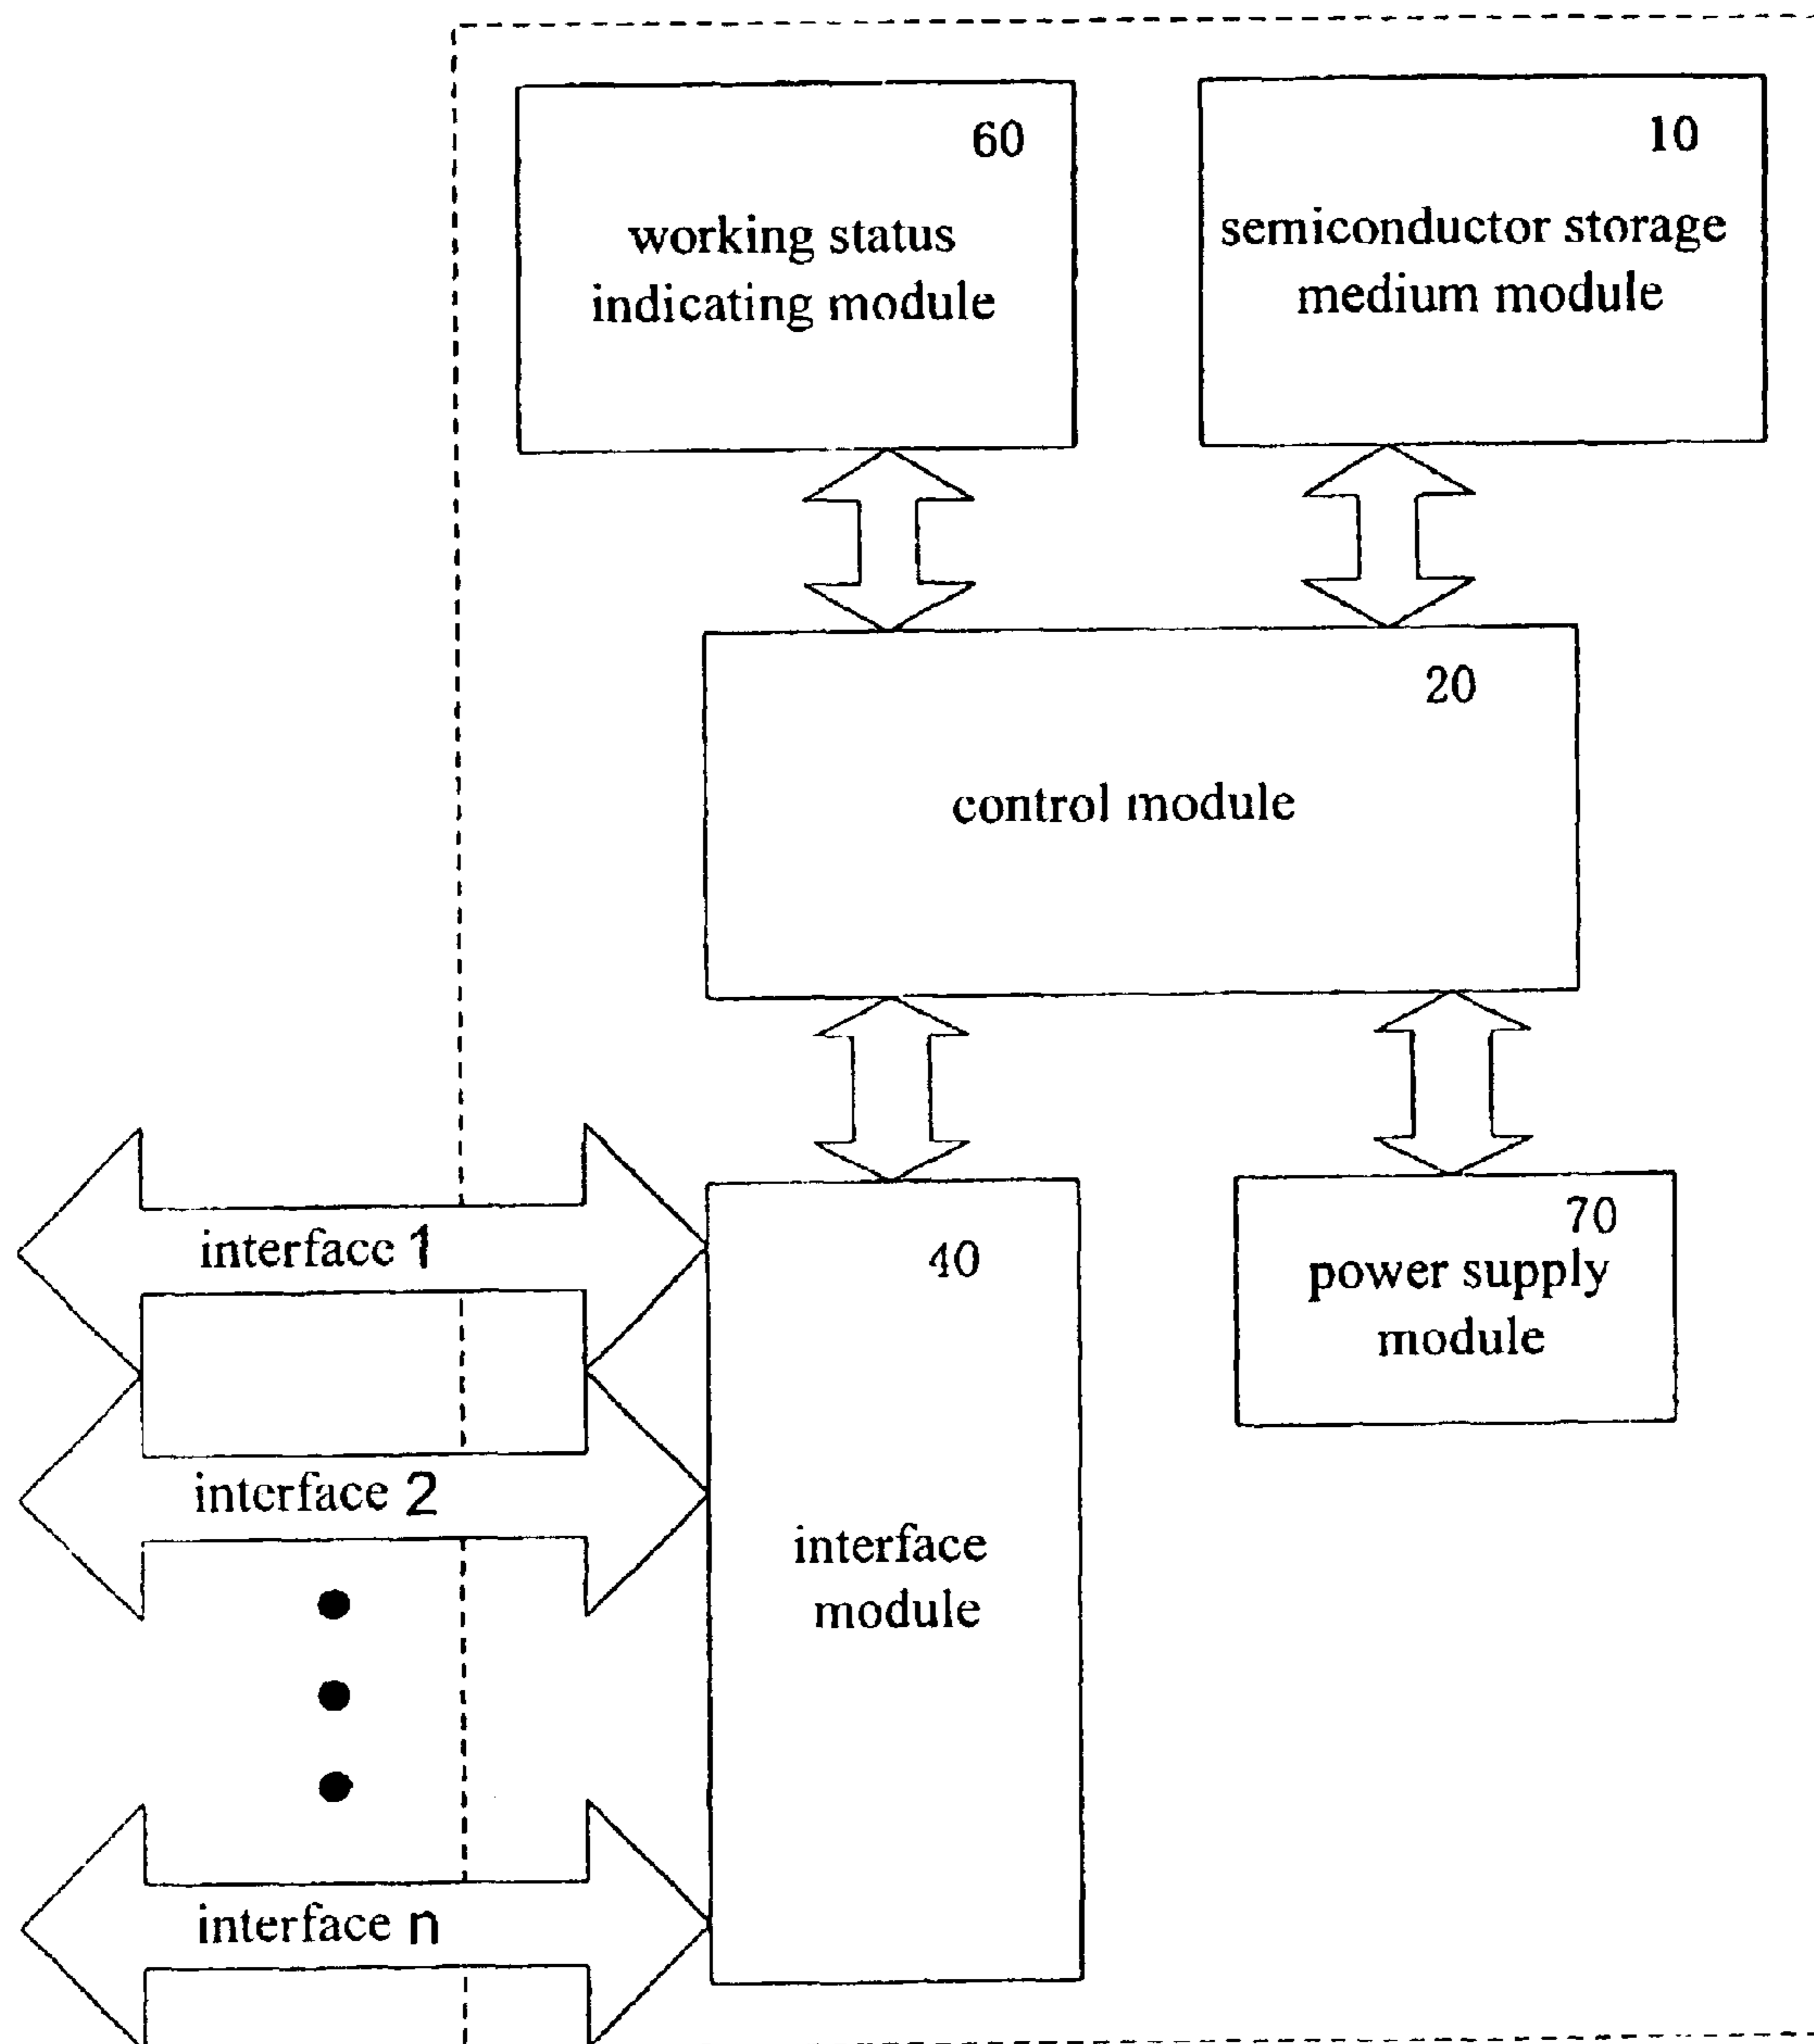 60
working status
indicating module
10
semiconductor storage
medium module
20
control module
interface 1
40
70
power supply
module
interface 2
interface
module
interface n